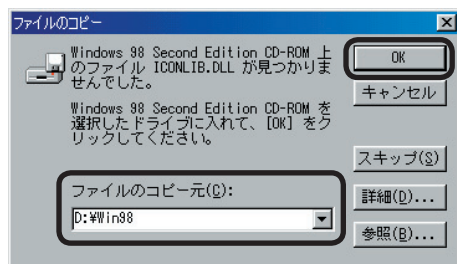 ファイルのコピー
Windows 98 Second Edition CD-ROM 上
のファイル ICONLIB.DLL が見つかりま
せんでした。
Windows 98 Second Edition CD-ROM を
選択したドライブに入れて、[OK] をク
リックしてください。
ファイルのコピー元(C):
D:¥Win98
OK
キャンセル
スキップ(S)
詳細(D)...
参照(B)...